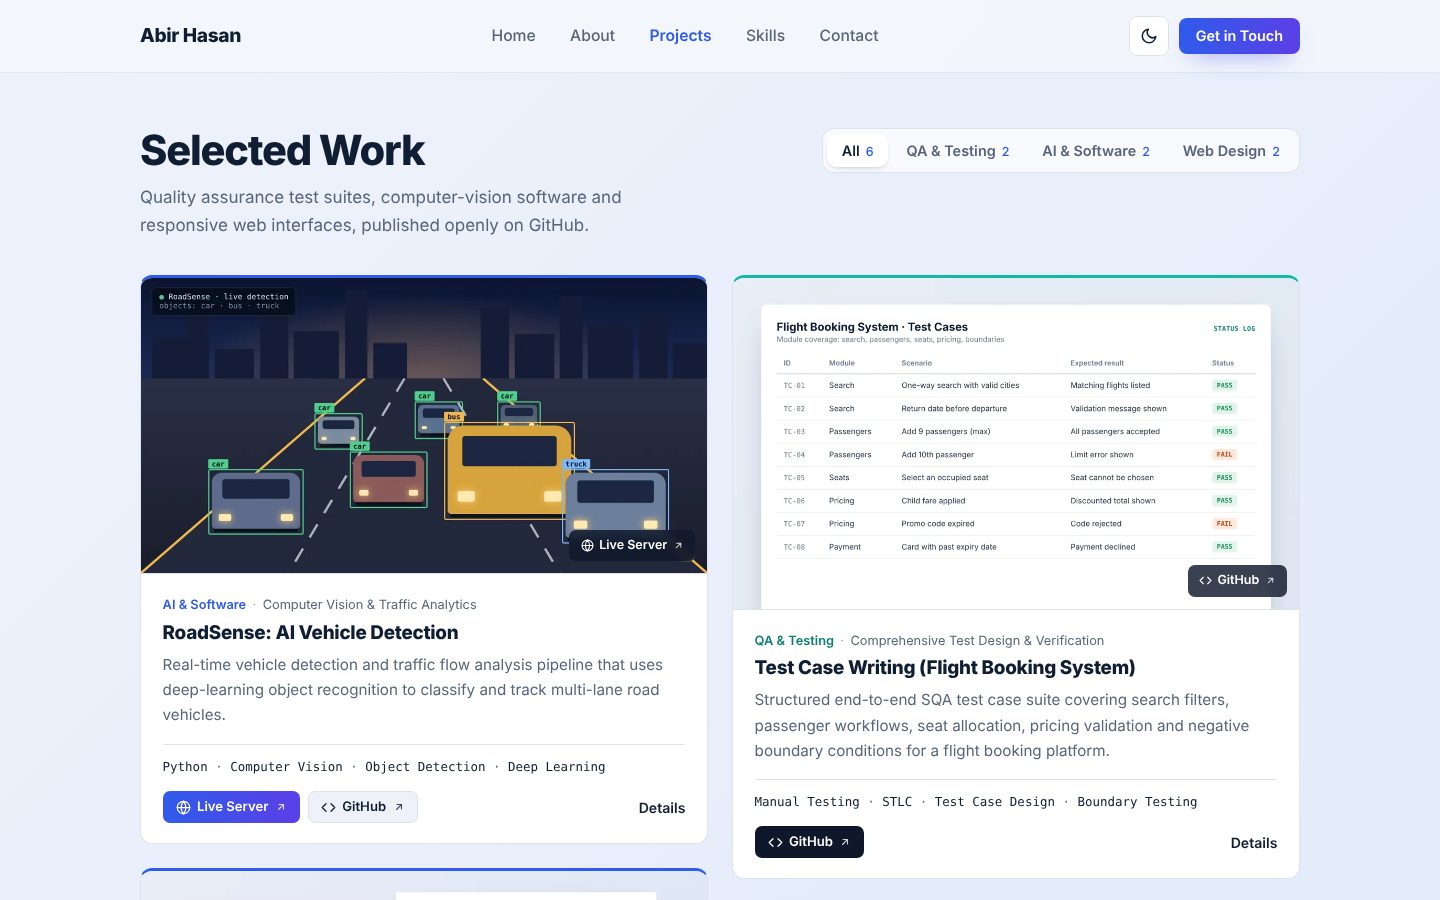 Abir Hasan
Home
About
Projects
Skills
Contact
Get in Touch
Selected Work
Quality assurance test suites, computer-vision software and
responsive web interfaces, published openly on GitHub.
All 6
QA & Testing 2
AI & Software 2
Web Design 2
RoadSense · live detection
objects: car · bus · truck
car
car
car
bus
car
car
truck
Live Server
AI & Software · Computer Vision & Traffic Analytics
RoadSense: AI Vehicle Detection
Real-time vehicle detection and traffic flow analysis pipeline that uses
deep-learning object recognition to classify and track multi-lane road
vehicles.
Python · Computer Vision · Object Detection · Deep Learning
Live Server
GitHub
Details
Flight Booking System · Test Cases
STATUS LOG
Module coverage: search, passengers, seats, pricing, boundaries
ID Module Scenario Expected result Status
TC-01 Search One-way search with valid cities Matching flights listed PASS
TC-02 Search Return date before departure Validation message shown PASS
TC-03 Passengers Add 9 passengers (max) All passengers accepted PASS
TC-04 Passengers Add 10th passenger Limit error shown FAIL
TC-05 Seats Select an occupied seat Seat cannot be chosen PASS
TC-06 Pricing Child fare applied Discounted total shown PASS
TC-07 Pricing Promo code expired Code rejected FAIL
TC-08 Payment Card with past expiry date Payment declined PASS
GitHub
QA & Testing · Comprehensive Test Design & Verification
Test Case Writing (Flight Booking System)
Structured end-to-end SQA test case suite covering search filters,
passenger workflows, seat allocation, pricing validation and negative
boundary conditions for a flight booking platform.
Manual Testing · STLC · Test Case Design · Boundary Testing
GitHub
Details